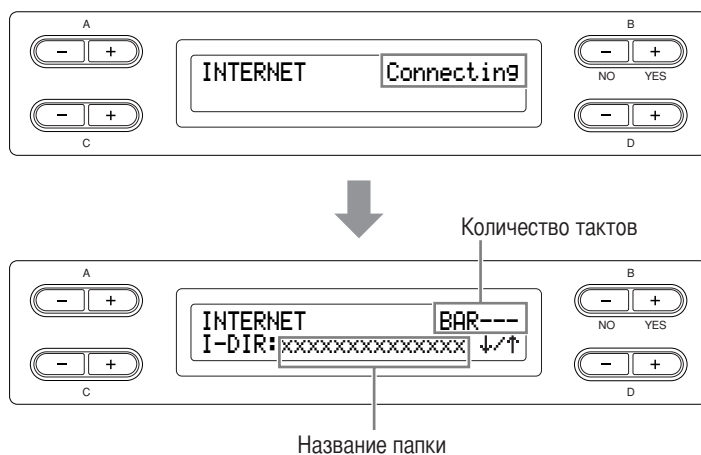 A
B
- +
INTERNET Connecting
- +
NO YES
- +
- +
C
D
Количество тактов
A
B
- +
INTERNET BAR---
- +
NO YES
I-DIR:xxxxxxxxxxxxxx ↓/↑
- +
- +
C
D
Название папки